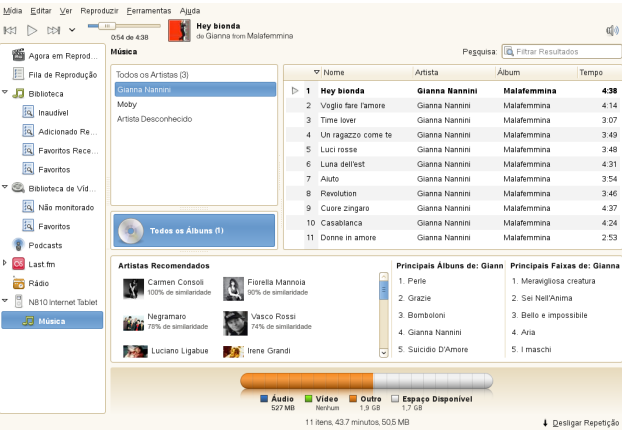 Mídia Editar Ver Reproduzir Ferramentas Ajuda
0:54 de 4:38
Hey bionda
de Gianna from Malafemmina
Agora em Reprod...
Fila de Reprodução
Biblioteca
Inaudível
Adicionado Re...
Favoritos Rece...
Favoritos
Biblioteca de Víd...
Não monitorado
Favoritos
Podcasts
Last fm
Rádio
N810 Internet Tablet
Música
Música
Pesquisa: Filtrar Resultados
Todos os Artistas (3)
Gianna Nannini
Moby
Artista Desconhecido
Todos os Álbuns (1)
Nome Artista Álbum Tempo
1 Hey bionda Gianna Nannini Malafemmina 4:38
2 Voglio fare l'amore Gianna Nannini Malafemmina 4:14
3 Time lover Gianna Nannini Malafemmina 3:07
4 Un ragazzo come te Gianna Nannini Malafemmina 3:49
5 Luci rosse Gianna Nannini Malafemmina 3:48
6 Luna dell'est Gianna Nannini Malafemmina 4:31
7 Aiuto Gianna Nannini Malafemmina 3:54
8 Revolution Gianna Nannini Malafemmina 3:46
9 Cuore zingaro Gianna Nannini Malafemmina 4:37
10 Casablanca Gianna Nannini Malafemmina 4:24
11 Donne in amore Gianna Nannini Malafemmina 2:53
Artistas Recomendados
Carmen Consoli
100% de similaridade
Fiorella Mannoia
90% de similaridade
Negramaro
78% de similaridade
Vasco Rossi
74% de similaridade
Luciano Ligabue
Irene Grandi
Principais Álbuns de: Giann
1. Perle
2. Grazie
3. Bomboloni
4. Gianna Nannini
5. Suicidio D'Amore
Principais Faixas de: Gianna
1. Meravigliosa creatura
2. Sei Nell'Anima
3. Bello e impossibile
4. Aria
5. I maschi
Áudio Vídeo Outro Espaço Disponível
527 MB Nenhum 1,9 GB 1,7 GB
11 itens, 43.7 minutos, 50,5 MB
Desligar Repetição